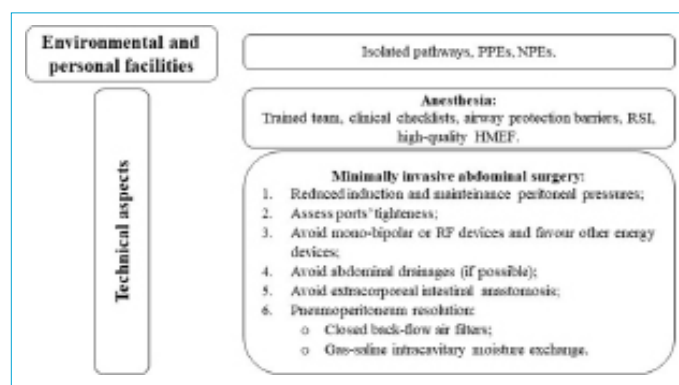 Environmental and
personal facilities
Isolated pathways, PPEs, NPEs.
Technical aspects
Anesthesia:
Trained team, clinical checklists, airway protection barriers, RSI,
high-quality HMEF.
Minimally invasive abdominal surgery:
1. Reduced induction and maintenance peritoneal pressures;
2. Assess ports' tightness;
3. Avoid mono-bipolar or RF devices and favour other energy
devices;
4. Avoid abdominal drainages (if possible);
5. Avoid extracorporeal intestinal anastomosis;
6. Pneumoperitoneum resolution:
o Closed back-flow air filters;
o Gas-saline intracavitary moisture exchange.